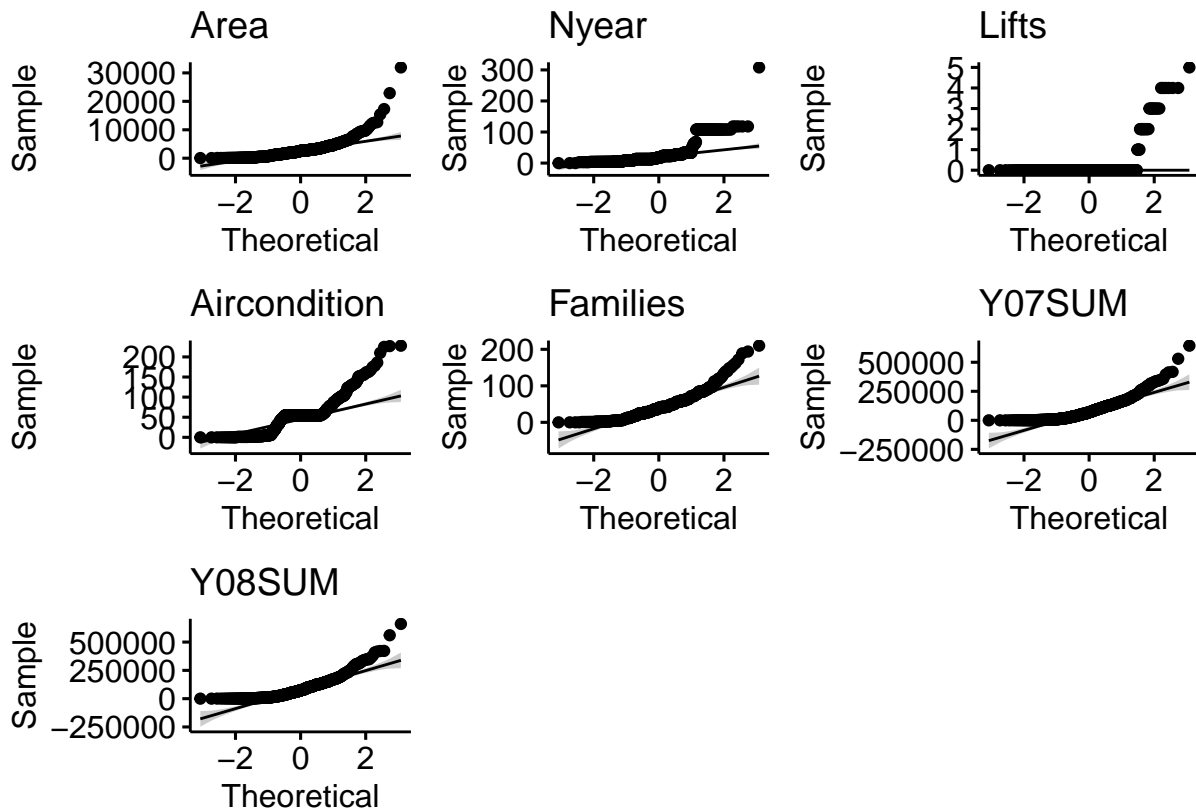 Area
Sample
30000
20000
10000
0
−2 0 2
Theoretical
Nyear
Sample
300
200
100
0
−2 0 2
Theoretical
Lifts
Sample
5
4
3
2
1
0
−2 0 2
Theoretical
Aircondition
Sample
200
150
100
50
0
−2 0 2
Theoretical
Families
Sample
200
100
0
−2 0 2
Theoretical
Y07SUM
Sample
500000
250000
0
−250000
−2 0 2
Theoretical
Y08SUM
Sample
500000
250000
0
−250000
−2 0 2
Theoretical